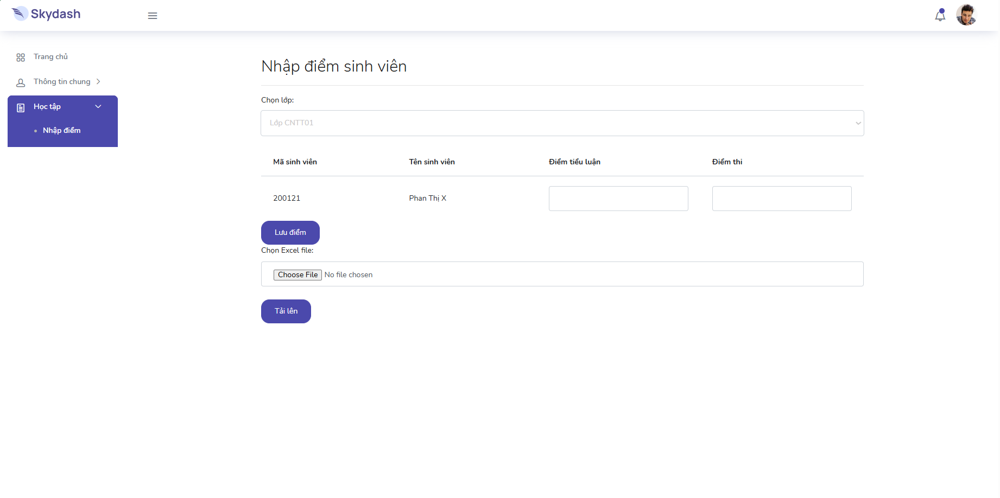 Skydash
Trang chủ
Thông tin chung
Học tập
Nhập điểm
Nhập điểm sinh viên
Chọn lớp:
Lớp CNTT01
Mã sinh viên Tên sinh viên Điểm tiểu luận Điểm thi
200121 Phan Thị X
Lưu điểm
Chọn Excel file:
Choose File No file chosen
Tải lên